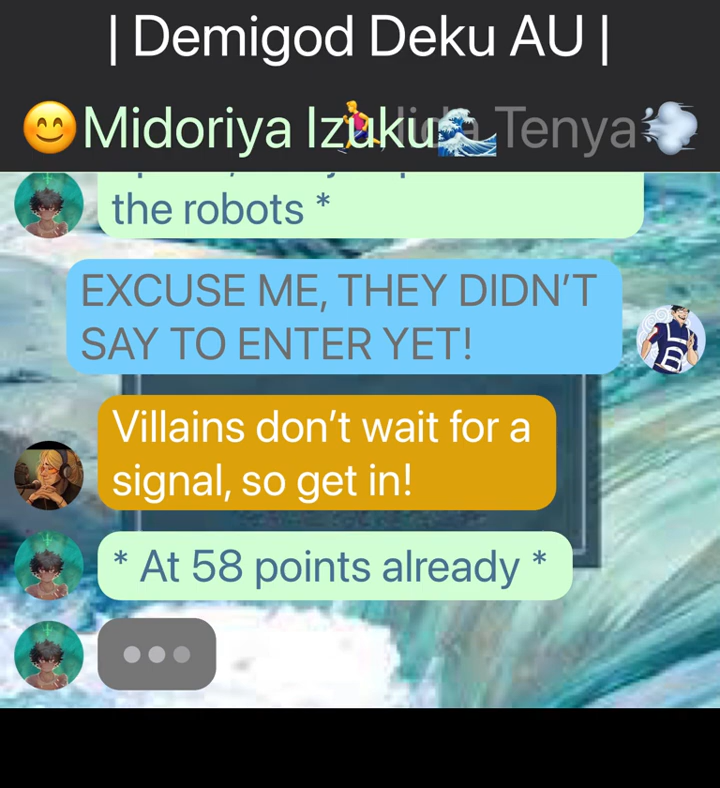 | Demigod Deku AU |
😊Midoriya Izuku🌊 Tenya💨
the robots *
EXCUSE ME, THEY DIDN’T
SAY TO ENTER YET!
Villains don’t wait for a
signal, so get in!
* At 58 points already *